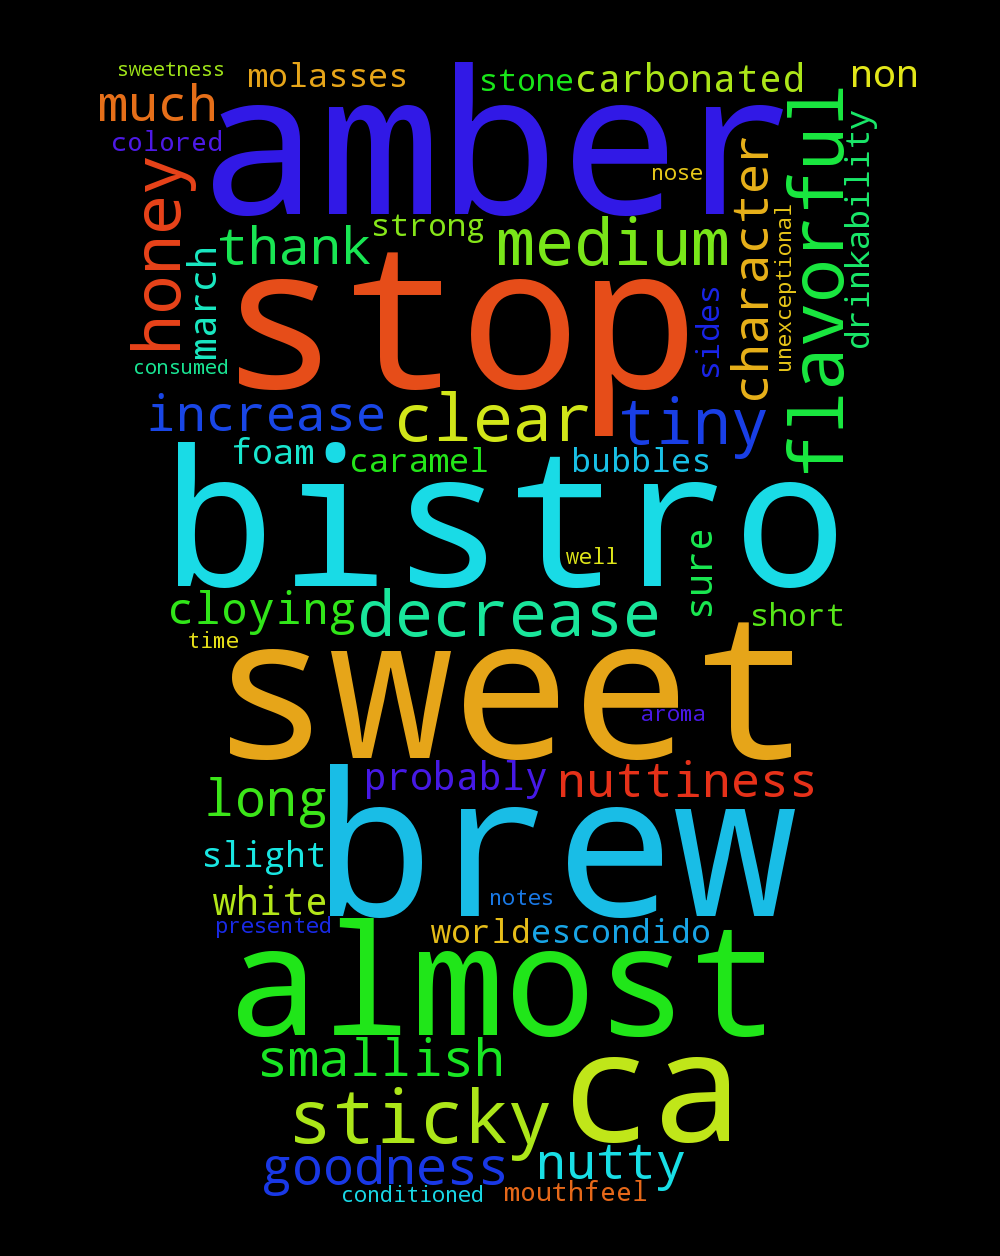 sweetness
molasses
stone
carbonated
non
much
amber
flavorful
colored
drinkability
honey
nose
character
strong
thank
medium
unexceptional
march
stop
sides
consumed
increase
clear
tiny
foam
caramel
bubbles
bistro
well
sure
cloying
decrease
short
time
sweet
aroma
probably
nuttiness
long
brew
slight
white
notes
presented
world
escondido
almost
smallish
ca
sticky
goodness
nutty
conditioned
mouthfeel